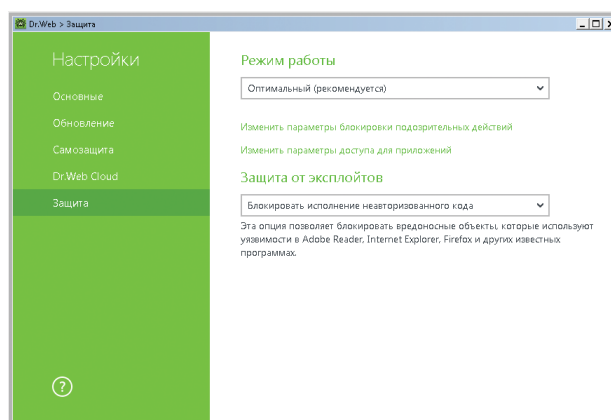 Dr.Web > Защита
Настройки
Основные
Обновление
Самозащита
Dr.Web Cloud
Защита
?
Режим работы
Оптимальный (рекомендуется)
Изменить параметры блокировки подозрительных действий
Изменить параметры доступа для приложений
Защита от эксплойтов
Блокировать исполнение неавторизованного кода
Эта опция позволяет блокировать вредоносные объекты, которые используют
уязвимости в Adobe Reader, Internet Explorer, Firefox и других известных
программах.